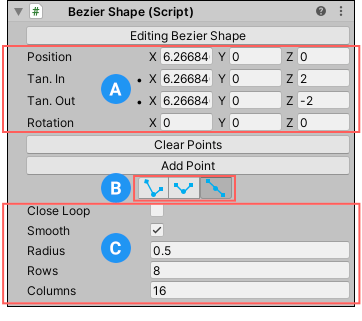 # Bezier Shape (Script)
Editing Bezier Shape
Position X 6.26684 Y 0 Z 0
Tan. In • X 6.26684 Y 0 Z 2
A
Tan. Out • X 6.26684 Y 0 Z -2
Rotation X 0 Y 0 Z 0
Clear Points
Add Point
B
Close Loop
Smooth
C
Radius 0.5
Rows 8
Columns 16